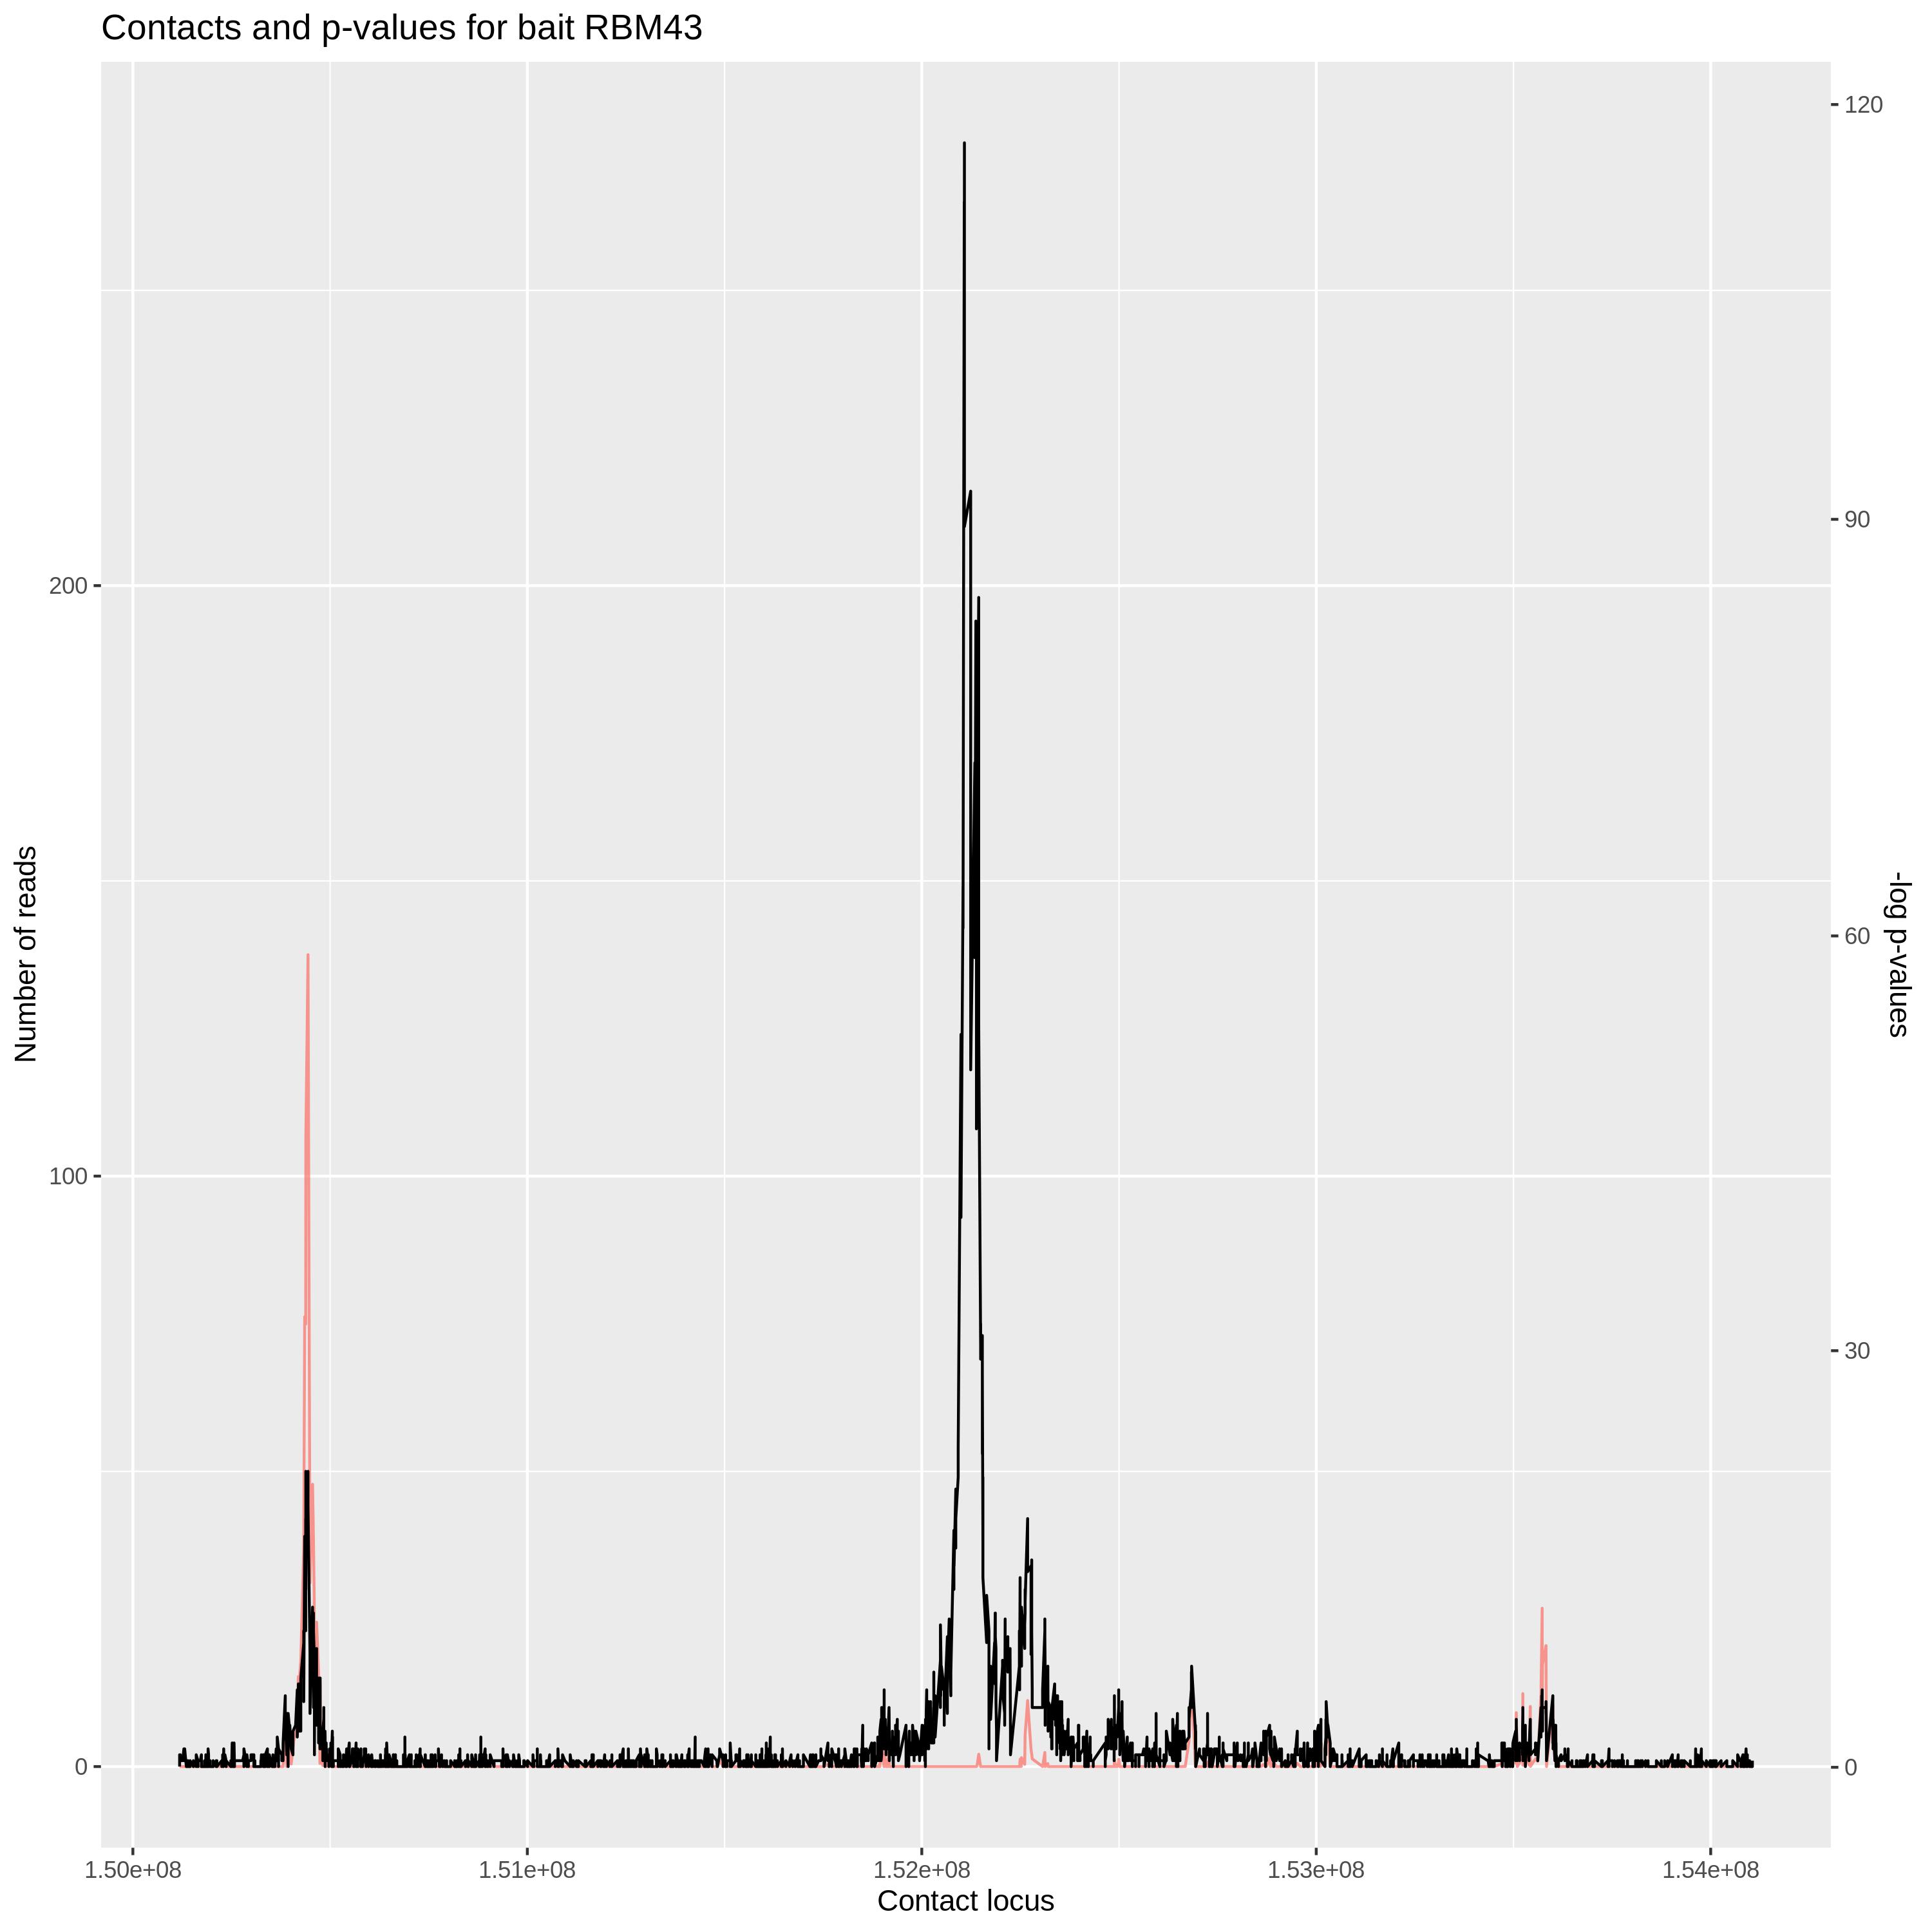 Contacts and p-values for bait RBM43
120
90
200
60
Number of reads
-log p-values
100
30
0
0
1.50e+08
1.51e+08
1.52e+08
1.53e+08
1.54e+08
Contact locus